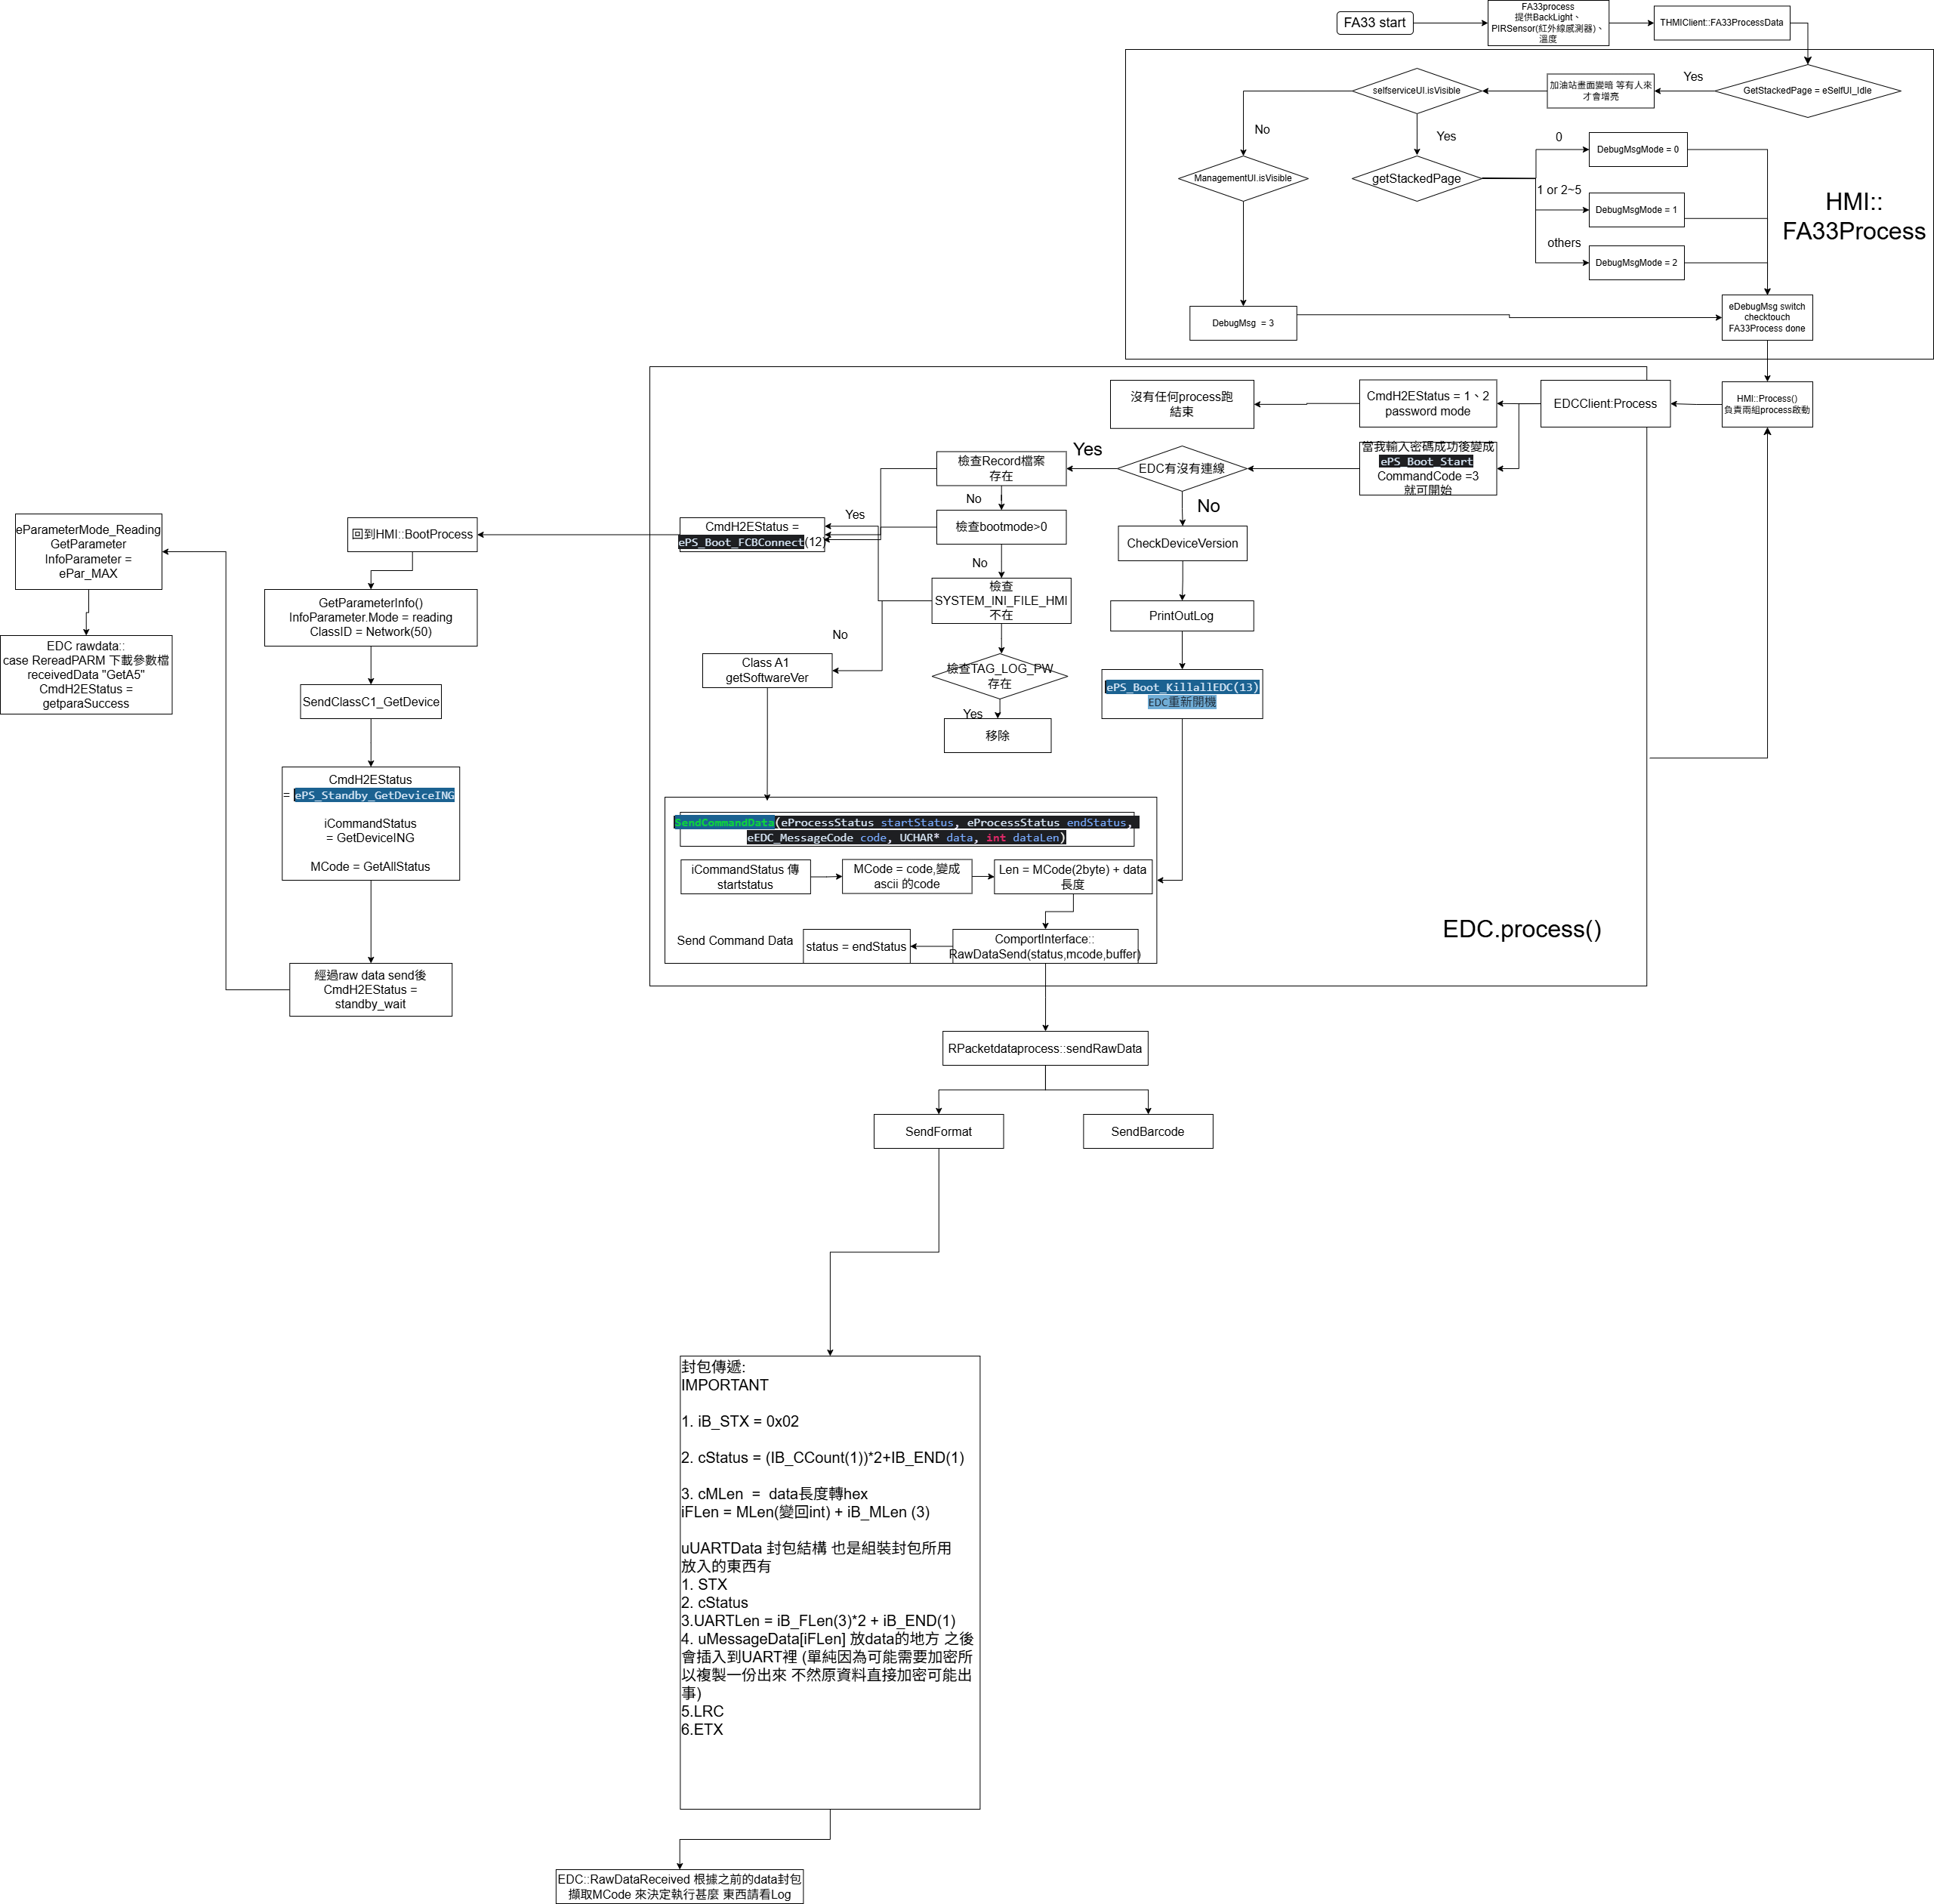 FA33 start
FA33process
提供BackLight、
PIRSensor(紅外線感測器)、
溫度
THMIClient::FA33ProcessData
GetStackedPage = eSelfUI_Idle
Yes
加油站畫面變暗 等有人來
才會增亮
selfserviceUI.isVisible
No
Yes
ManagementUI.isVisible
getStackedPage
0
DebugMsgMode = 0
1 or 2~5
DebugMsgMode = 1
others
DebugMsgMode = 2
HMI::
FA33Process
DebugMsg = 3
eDebugMsg switch
checktouch
FA33Process done
HMI::Process()
負責兩組process啟動
EDCClient:Process
CmdH2EStatus = 1、2
password mode
沒有任何process跑
結束
當我輸入密碼成功後變成
ePS_Boot_Start
CommandCode =3
就可開始
EDC有沒有連線
Yes
No
檢查Record檔案
存在
No
檢查bootmode>0
No
檢查
SYSTEM_INI_FILE_HMI
不在
檢查TAG_LOG_PW
存在
Yes
移除
CheckDeviceVersion
PrintOutLog
ePS_Boot_KillallEDC(13)
EDC重新開機
Yes
CmdH2EStatus =
ePS_Boot_FCBConnect(12)
No
Class A1
getSoftwareVer
回到HMI::BootProcess
GetParameterInfo()
InfoParameter.Mode = reading
ClassID = Network(50)
SendClassC1_GetDevice
CmdH2EStatus
= ePS_Standby_GetDeviceING
iCommandStatus
= GetDeviceING
MCode = GetAllStatus
經過raw data send後
CmdH2EStatus =
standby_wait
eParameterMode_Reading
GetParameter
InfoParameter =
ePar_MAX
EDC rawdata::
case RereadPARM 下載參數檔
receivedData "GetA5"
CmdH2EStatus =
getparaSuccess
SendCommandData(eProcessStatus startStatus, eProcessStatus endStatus,
eEDC_MessageCode code, UCHAR* data, int dataLen)
iCommandStatus 傳
startstatus
MCode = code,變成
ascii 的code
Len = MCode(2byte) + data
長度
Send Command Data
status = endStatus
ComportInterface::
RawDataSend(status,mcode,buffer)
EDC.process()
RPacketdataprocess::sendRawData
SendFormat
SendBarcode
封包傳遞:
IMPORTANT
1. iB_STX = 0x02
2. cStatus = (IB_CCount(1))*2+IB_END(1)
3. cMLen = data長度轉hex
iFLen = MLen(變回int) + iB_MLen (3)
uUARTData 封包結構 也是組裝封包所用
放入的東西有
1. STX
2. cStatus
3.UARTLen = iB_FLen(3)*2 + iB_END(1)
4. uMessageData[iFLen] 放data的地方 之後
會插入到UART裡 (單純因為可能需要加密所
以複製一份出來 不然原資料直接加密可能出
事)
5.LRC
6.ETX
EDC::RawDataReceived 根據之前的data封包
擷取MCode 來決定執行甚麼 東西請看Log